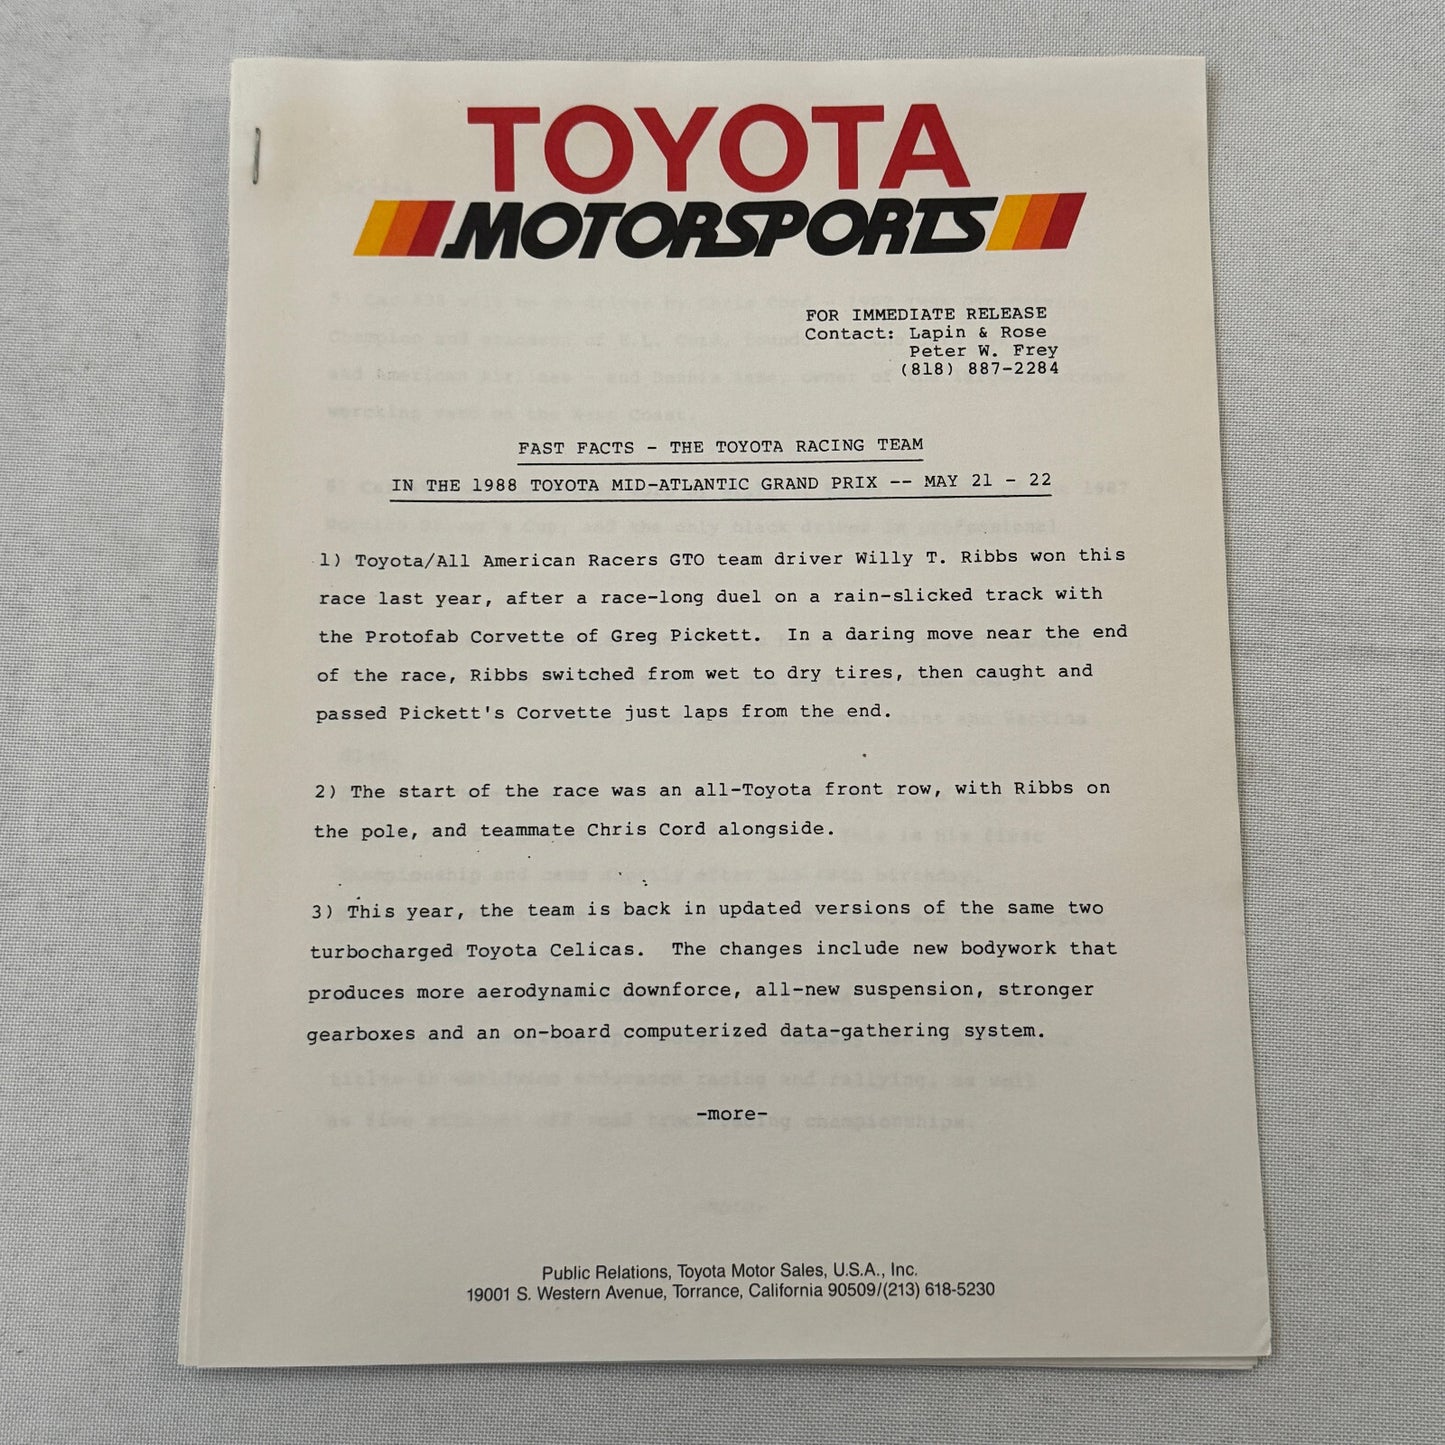 TOYOTA
MOTORSPORTS
FOR IMMEDIATE RELEASE
Contact: Lapin & Rose
Peter W. Frey
(818) 887-2284
FAST FACTS - THE TOYOTA RACING TEAM
IN THE 1988 TOYOTA MID-ATLANTIC GRAND PRIX -- MAY 21 - 22
1) Toyota/All American Racers GTO team driver Willy T. Ribbs won this
race last year, after a race-long duel on a rain-slicked track with
the Protofab Corvette of Greg Pickett. In a daring move near the end
of the race, Ribbs switched from wet to dry tires, then caught and
passed Pickett's Corvette just laps from the end.
2) The start of the race was an all-Toyota front row, with Ribbs on
the pole, and teammate Chris Cord alongside.
3) This year, the team is back in updated versions of the same two
turbocharged Toyota Celicas. The changes include new bodywork that
produces more aerodynamic downforce, all-new suspension, stronger
gearboxes and an on-board computerized data-gathering system.
-more-
Public Relations, Toyota Motor Sales, U.S.A., Inc.
19001 S. Western Avenue, Torrance, California 90509/(213) 618-5230